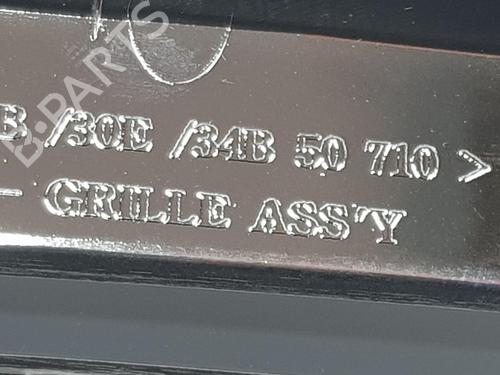 B·PARTS
B /30E /34B 50 710 >
- GRILLE ASS'Y